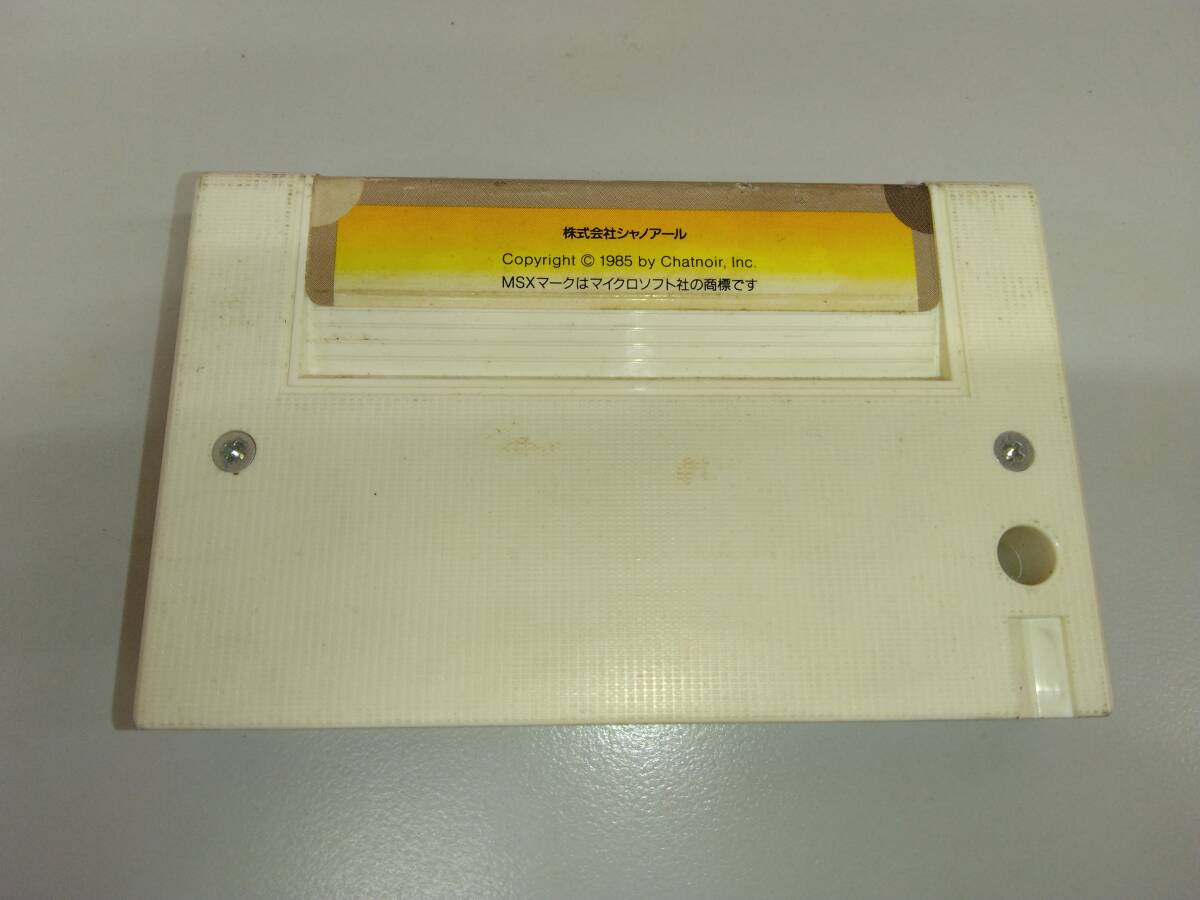 株式会社シャノアール
Copyright © 1985 by Chatnoir, Inc.
MSXマークはマイクロソフト社の商標です